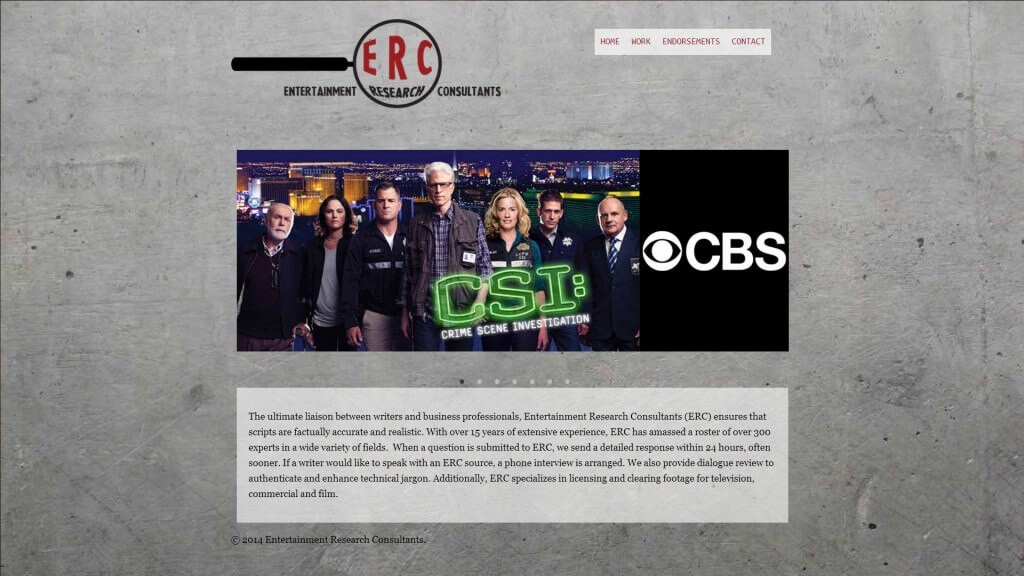 ERC
ENTERTAINMENT RESEARCH CONSULTANTS
HOME WORK ENDORSEMENTS CONTACT
CSI:
CRIME SCENE INVESTIGATION
CBS
The ultimate liaison between writers and business professionals, Entertainment Research Consultants (ERC) ensures that
scripts are factually accurate and realistic. With over 15 years of extensive experience, ERC has amassed a roster of over 300
experts in a wide variety of fields.  When a question is submitted to ERC, we send a detailed response within 24 hours, often
sooner. If a writer would like to speak with an ERC source, a phone interview is arranged. We also provide dialogue review to
authenticate and enhance technical jargon. Additionally, ERC specializes in licensing and clearing footage for television,
commercial and film.
© 2014 Entertainment Research Consultants.